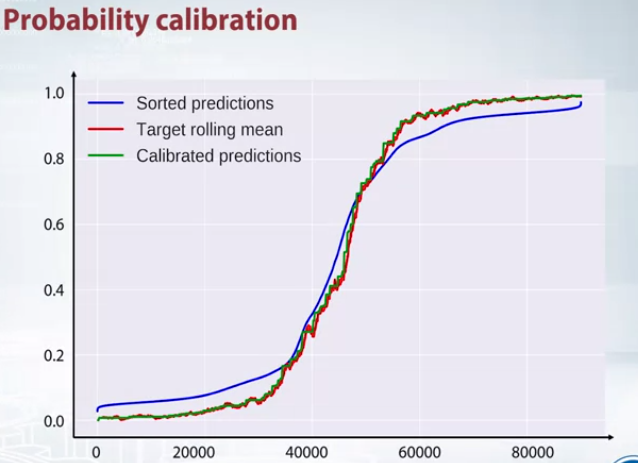 Probability calibration
1.0
Sorted predictions
Target rolling mean
Calibrated predictions
0.8
0.6
0.4
0.2
0.0
0 20000 40000 60000 80000